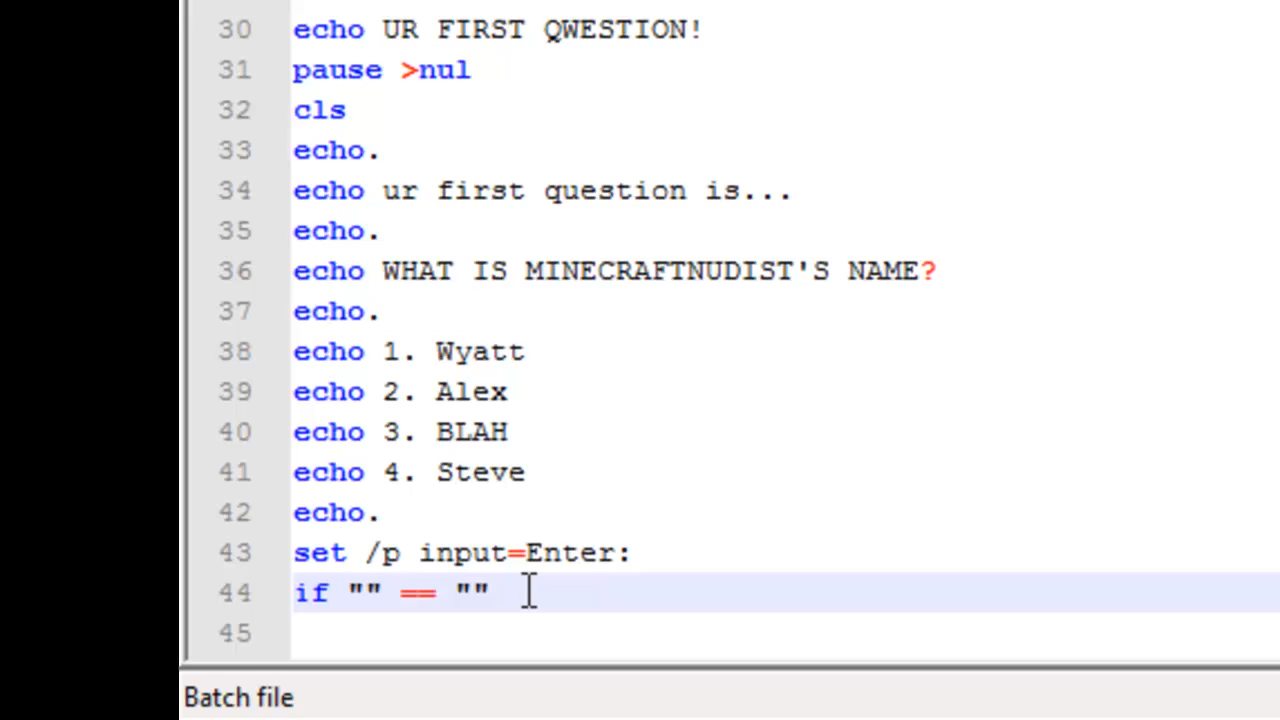 30 echo UR FIRST QWESTION!
31 pause >nul
32 cls
33 echo.
34 echo ur first question is...
35 echo.
36 echo WHAT IS MINECRAFTNUDIST'S NAME?
37 echo.
38 echo 1. Wyatt
39 echo 2. Alex
40 echo 3. BLAH
41 echo 4. Steve
42 echo.
43 set /p input=Enter:
44 if "" == ""
45
Batch file